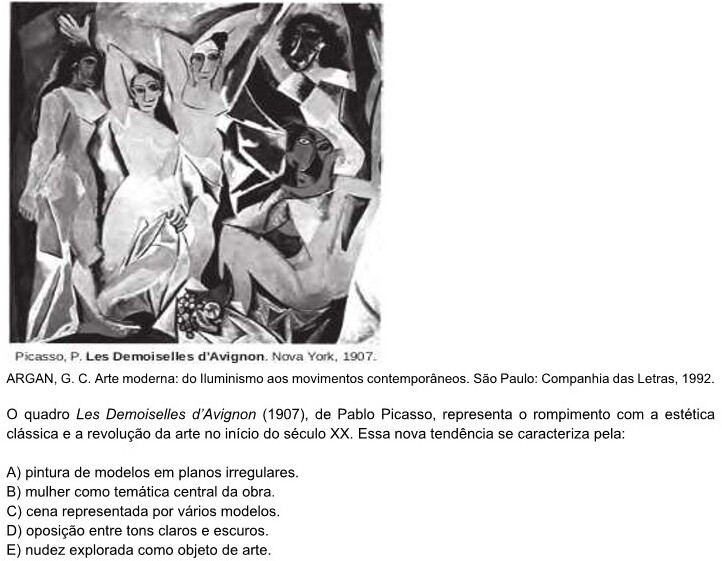 Picasso, P. Les Demoiselles d'Avignon. Nova York, 1907.
ARGAN, G. C. Arte moderna: do Iluminismo aos movimentos contemporâneos. São Paulo: Companhia das Letras, 1992.
O quadro Les Demoiselles d'Avignon (1907), de Pablo Picasso, representa o rompimento com a estética
clássica e a revolução da arte no início do século XX. Essa nova tendência se caracteriza pela:
A) pintura de modelos em planos irregulares.
B) mulher como temática central da obra.
C) cena representada por vários modelos.
D) oposição entre tons claros e escuros.
E) nudez explorada como objeto de arte.